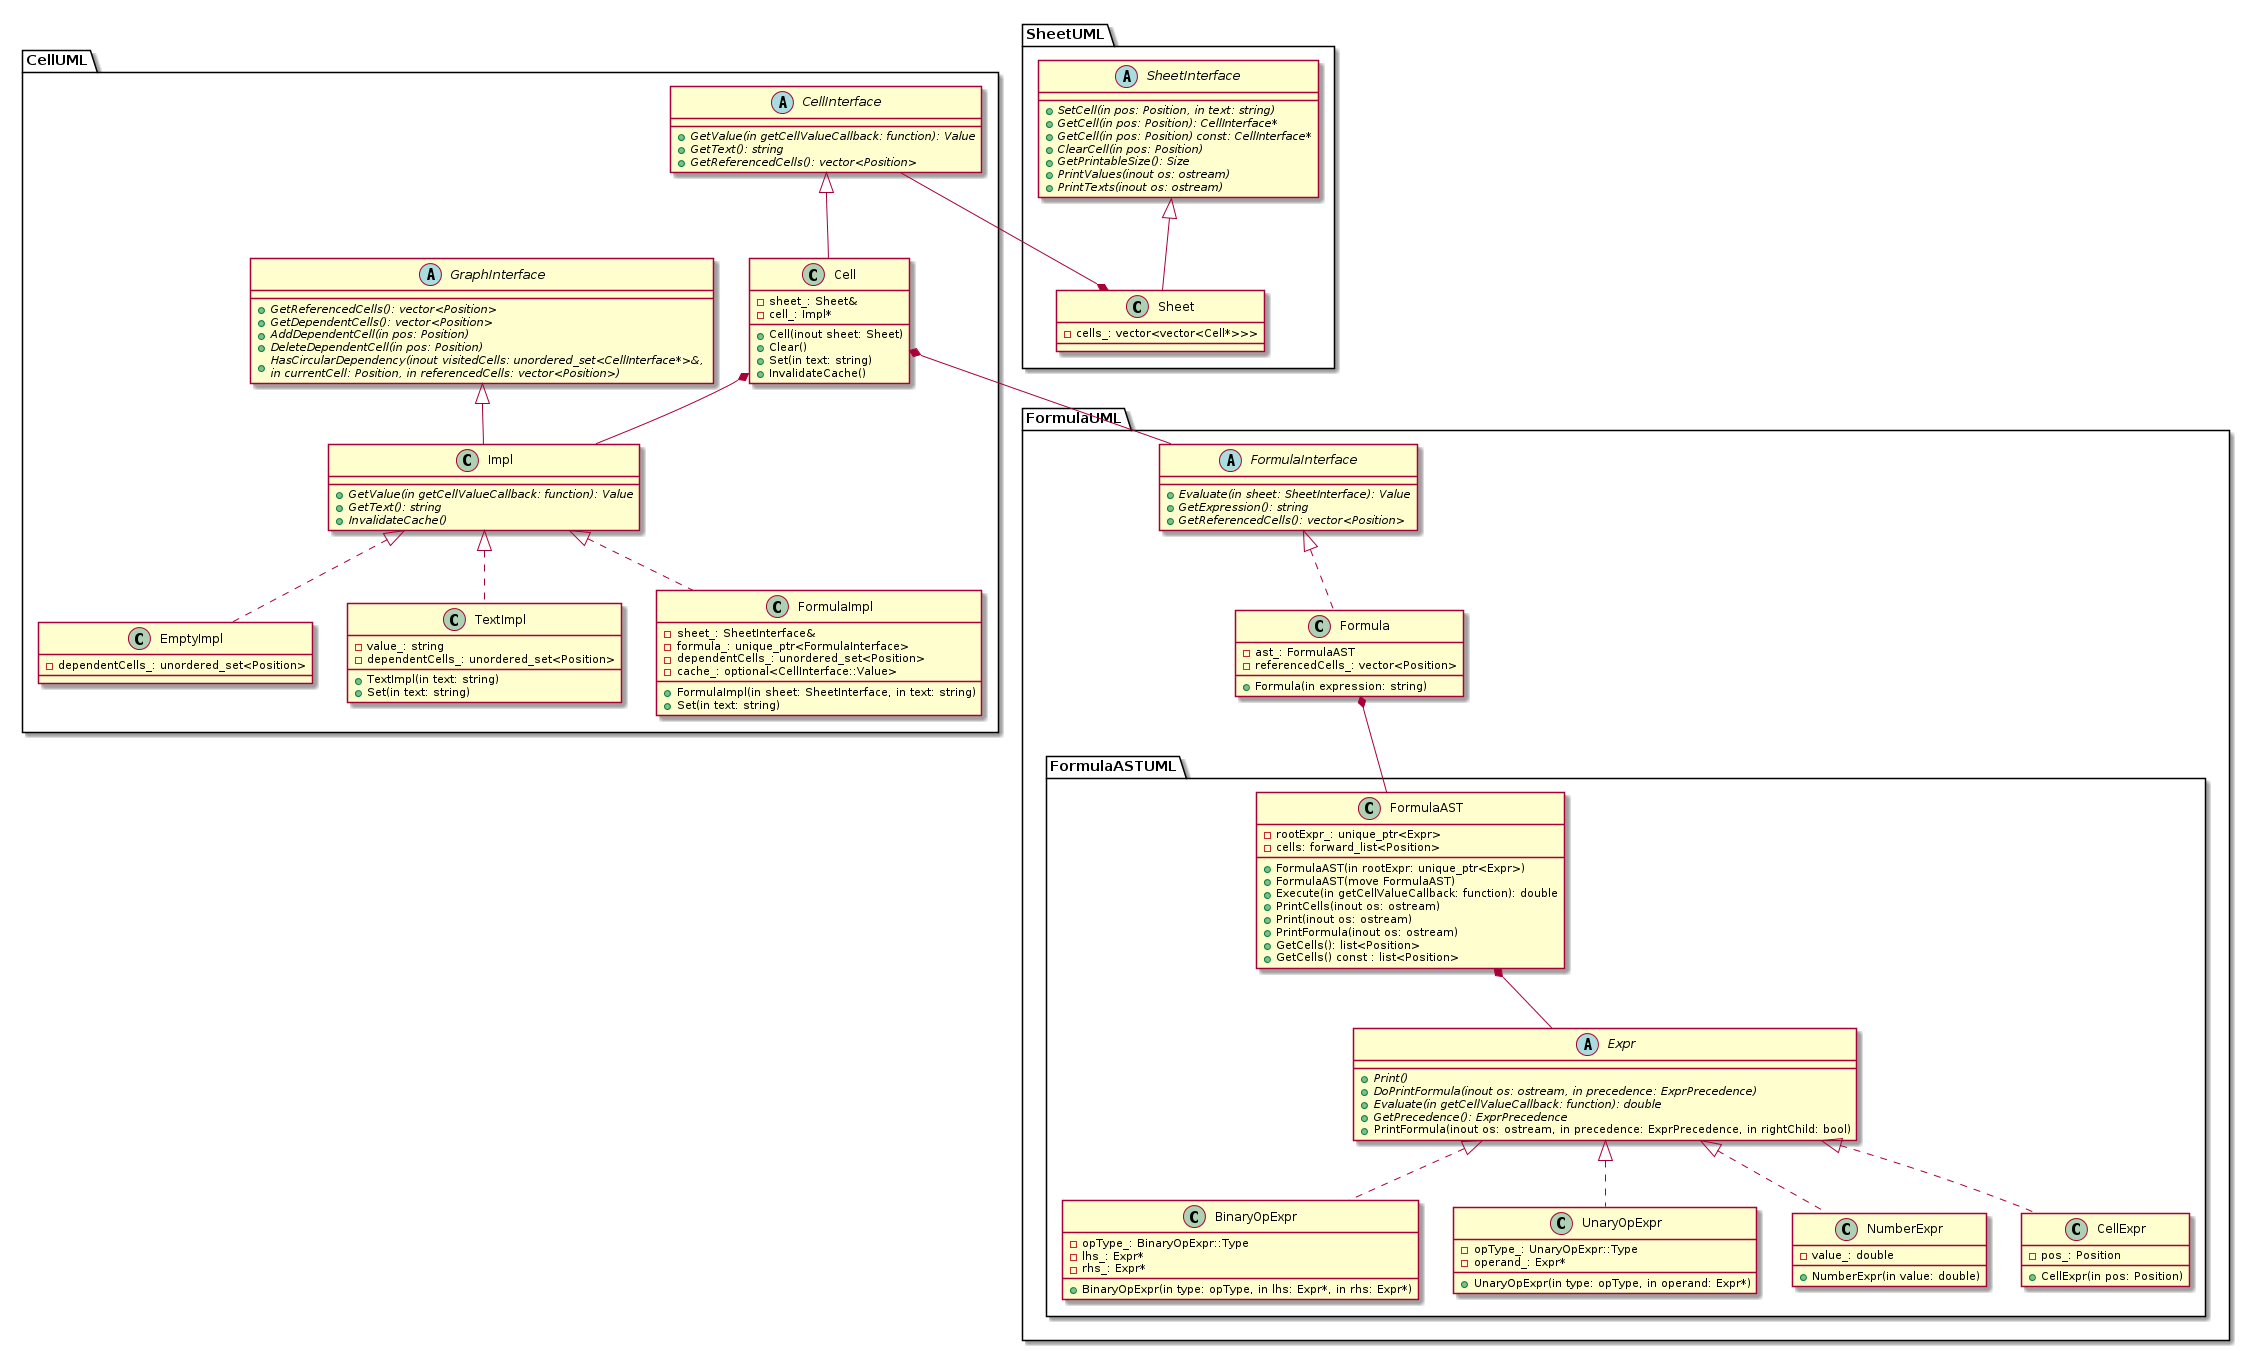 SheetUML
CellUML
A SheetInterface
SetCell(in pos: Position, in text: string)
GetCell(in pos: Position): CellInterface*
GetCell(in pos: Position) const: CellInterface*
ClearCell(in pos: Position)
GetPrintableSize(): Size
PrintValues(inout os: ostream)
PrintTexts(inout os: ostream)
A CellInterface
GetValue(in getCellValueCallback: function): Value
GetText(): string
GetReferencedCells(): vector<Position>
A GraphInterface
GetReferencedCells(): vector<Position>
GetDependentCells(): vector<Position>
AddDependentCell(in pos: Position)
DeleteDependentCell(in pos: Position)
HasCircularDependency(inout visitedCells: unordered_set<CellInterface*>&,
in currentCell: Position, in referencedCells: vector<Position>)
C Cell
sheet_: Sheet&
cell_: Impl*
Cell(inout sheet: Sheet)
Clear()
Set(in text: string)
InvalidateCache()
C Sheet
cells_: vector<vector<Cell*>>>
FormulaUML
C Impl
GetValue(in getCellValueCallback: function): Value
GetText(): string
InvalidateCache()
A FormulaInterface
Evaluate(in sheet: SheetInterface): Value
GetExpression(): string
GetReferencedCells(): vector<Position>
C EmptyImpl
dependentCells_: unordered_set<Position>
C TextImpl
value_: string
dependentCells_: unordered_set<Position>
TextImpl(in text: string)
Set(in text: string)
C FormulaImpl
sheet_: SheetInterface&
formula_: unique_ptr<FormulaInterface>
dependentCells_: unordered_set<Position>
cache_: optional<CellInterface::Value>
FormulaImpl(in sheet: SheetInterface, in text: string)
Set(in text: string)
C Formula
ast_: FormulaAST
referencedCells_: vector<Position>
Formula(in expression: string)
FormulaASTUML
C FormulaAST
rootExpr_: unique_ptr<Expr>
cells: forward_list<Position>
FormulaAST(in rootExpr: unique_ptr<Expr>)
FormulaAST(move FormulaAST)
Execute(in getCellValueCallback: function): double
PrintCells(inout os: ostream)
Print(inout os: ostream)
PrintFormula(inout os: ostream)
GetCells(): list<Position>
GetCells() const : list<Position>
A Expr
Print()
DoPrintFormula(inout os: ostream, in precedence: ExprPrecedence)
Evaluate(in getCellValueCallback: function): double
GetPrecedence(): ExprPrecedence
PrintFormula(inout os: ostream, in precedence: ExprPrecedence, in rightChild: bool)
C BinaryOpExpr
opType_: BinaryOpExpr::Type
lhs_: Expr*
rhs_: Expr*
BinaryOpExpr(in type: opType, in lhs: Expr*, in rhs: Expr*)
C UnaryOpExpr
opType_: UnaryOpExpr::Type
operand_: Expr*
UnaryOpExpr(in type: opType, in operand: Expr*)
C NumberExpr
value_: double
NumberExpr(in value: double)
C CellExpr
pos_: Position
CellExpr(in pos: Position)